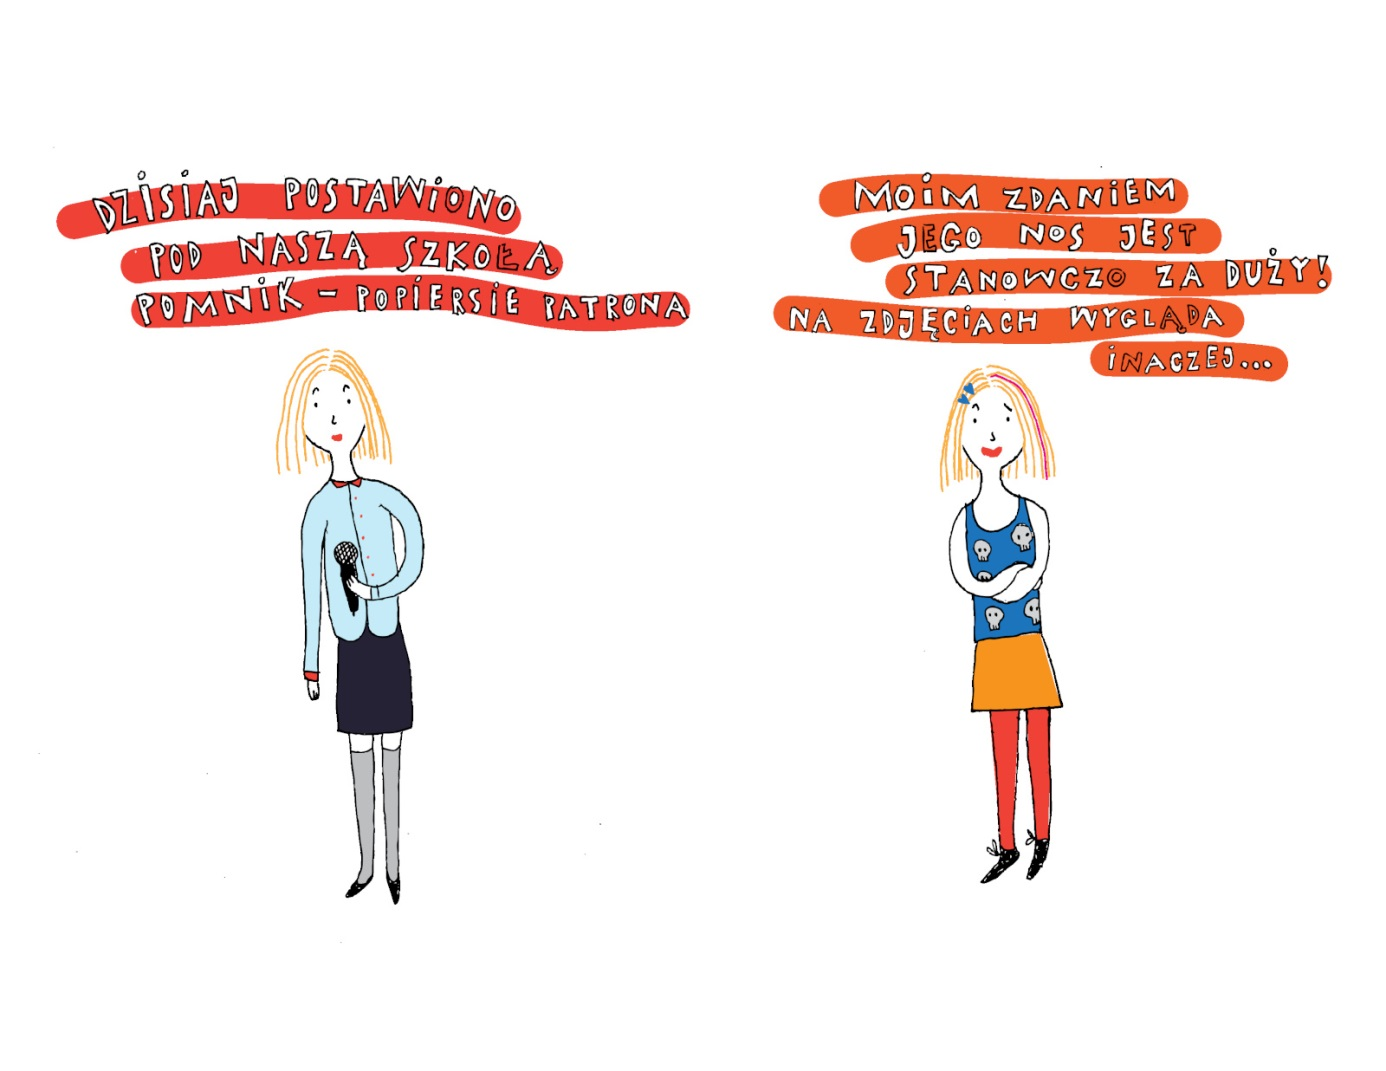 DZISIAJ POSTAWIONO
POD NASZĄ SZKOŁĄ
POMNIK - POPIERSIE PATRONA
MOIM ZDANIEM
JEGO NOS JEST
STANOWCZO ZA DUŻY!
NA ZDJĘCIACH WYGLĄDA
INACZEJ...